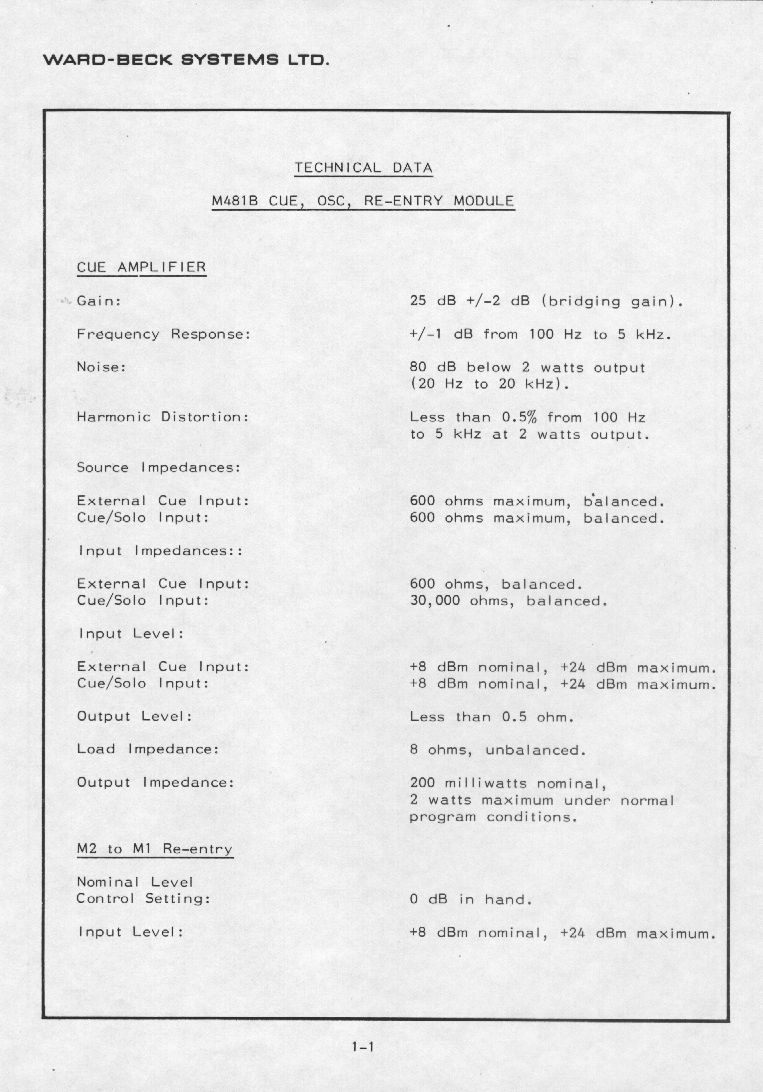 WARD-BECK SYSTEMS LTD.
TECHNICAL DATA
M481B CUE, OSC, RE-ENTRY MODULE
CUE AMPLIFIER
Gain: 25 dB +/-2 dB (bridging gain).
Frequency Response: +/-1 dB from 100 Hz to 5 kHz.
Noise: 80 dB below 2 watts output
(20 Hz to 20 kHz).
Harmonic Distortion: Less than 0.5% from 100 Hz
to 5 kHz at 2 watts output.
Source Impedances:
External Cue Input: 600 ohms maximum, balanced.
Cue/Solo Input: 600 ohms maximum, balanced.
Input Impedances::
External Cue Input: 600 ohms, balanced.
Cue/Solo Input: 30,000 ohms, balanced.
Input Level:
External Cue Input: +8 dBm nominal, +24 dBm maximum.
Cue/Solo Input: +8 dBm nominal, +24 dBm maximum.
Output Level: Less than 0.5 ohm.
Load Impedance: 8 ohms, unbalanced.
Output Impedance: 200 milliwatts nominal,
2 watts maximum under normal
program conditions.
M2 to M1 Re-entry
Nominal Level
Control Setting: 0 dB in hand.
Input Level: +8 dBm nominal, +24 dBm maximum.
1-1